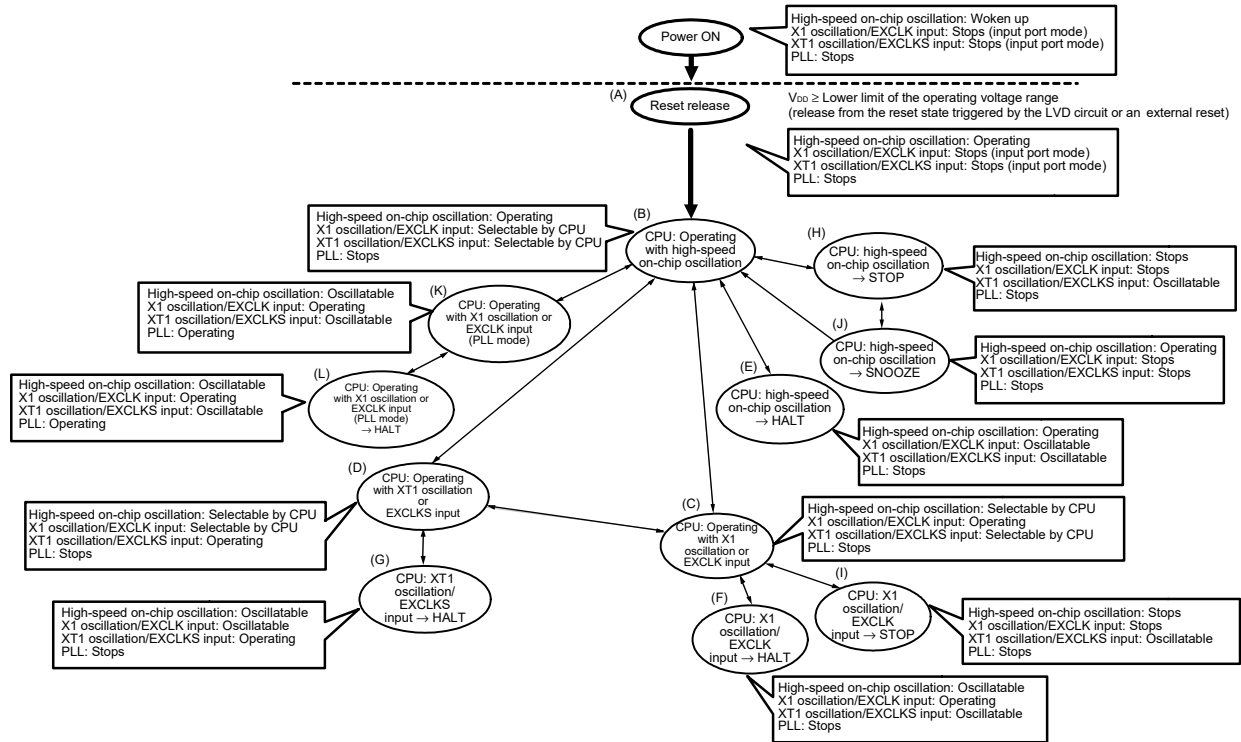 Power ON
High-speed on-chip oscillation: Woken up
X1 oscillation/EXCLK input: Stops (input port mode)
XT1 oscillation/EXCLKS input: Stops (input port mode)
PLL: Stops
(A)
Reset release
VDD ≥ Lower limit of the operating voltage range
(release from the reset state triggered by the LVD circuit or an external reset)
High-speed on-chip oscillation: Operating
X1 oscillation/EXCLK input: Stops (input port mode)
XT1 oscillation/EXCLKS input: Stops (input port mode)
PLL: Stops
High-speed on-chip oscillation: Operating
X1 oscillation/EXCLK input: Selectable by CPU
XT1 oscillation/EXCLKS input: Selectable by CPU
PLL: Stops
(B)
CPU: Operating
with high-speed
on-chip oscillation
(H)
CPU: high-speed
on-chip oscillation
→ STOP
High-speed on-chip oscillation: Stops
X1 oscillation/EXCLK input: Stops
XT1 oscillation/EXCLKS input: Oscillatable
PLL: Stops
High-speed on-chip oscillation: Oscillatable
X1 oscillation/EXCLK input: Operating
XT1 oscillation/EXCLKS input: Oscillatable
PLL: Operating
(K)
CPU: Operating
with X1 oscillation or
EXCLK input
(PLL mode)
(J)
CPU: high-speed
on-chip oscillation
→ SNOOZE
High-speed on-chip oscillation: Operating
X1 oscillation/EXCLK input: Stops
XT1 oscillation/EXCLKS input: Stops
PLL: Stops
High-speed on-chip oscillation: Oscillatable
X1 oscillation/EXCLK input: Operating
XT1 oscillation/EXCLKS input: Oscillatable
PLL: Operating
(L)
CPU: Operating
with X1 oscillation or
EXCLK input
(PLL mode)
→ HALT
(E)
CPU: high-speed
on-chip oscillation
→ HALT
High-speed on-chip oscillation: Operating
X1 oscillation/EXCLK input: Oscillatable
XT1 oscillation/EXCLKS input: Oscillatable
PLL: Stops
(D)
CPU: Operating
with XT1 oscillation
or
EXCLKS input
High-speed on-chip oscillation: Selectable by CPU
X1 oscillation/EXCLK input: Selectable by CPU
XT1 oscillation/EXCLKS input: Operating
PLL: Stops
(C)
CPU: Operating
with X1
oscillation or
EXCLK input
High-speed on-chip oscillation: Selectable by CPU
X1 oscillation/EXCLK input: Operating
XT1 oscillation/EXCLKS input: Selectable by CPU
PLL: Stops
(G)
CPU: XT1
oscillation/
EXCLKS
input → HALT
High-speed on-chip oscillation: Oscillatable
X1 oscillation/EXCLK input: Oscillatable
XT1 oscillation/EXCLKS input: Operating
PLL: Stops
(F)
CPU: X1
oscillation/
EXCLK
input → HALT
(I)
CPU: X1
oscillation/
EXCLK
input → STOP
High-speed on-chip oscillation: Stops
X1 oscillation/EXCLK input: Stops
XT1 oscillation/EXCLKS input: Oscillatable
PLL: Stops
High-speed on-chip oscillation: Oscillatable
X1 oscillation/EXCLK input: Operating
XT1 oscillation/EXCLKS input: Oscillatable
PLL: Stops